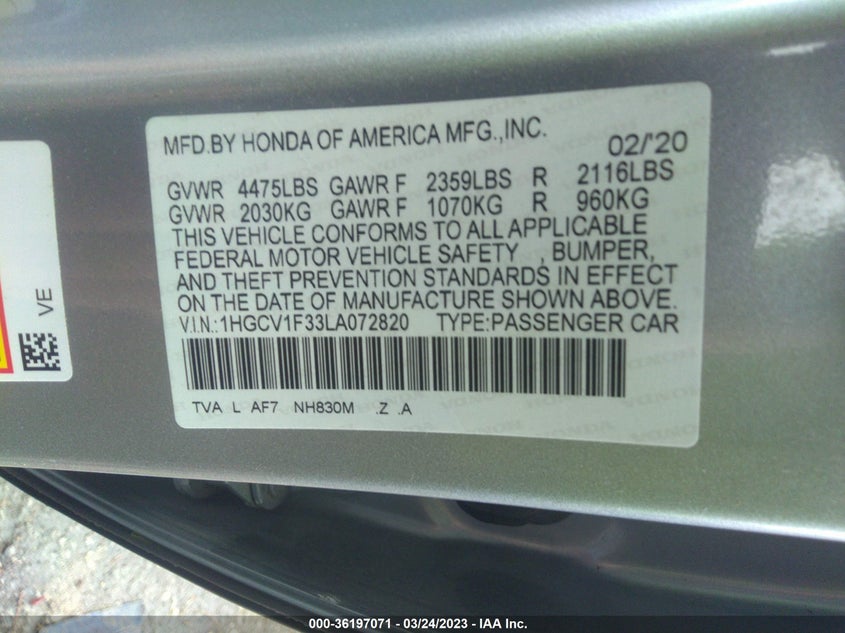 MFD.BY HONDA OF AMERICA MFG.,INC. 02/'20
GVWR 4475LBS GAWR F 2359LBS R 2116LBS
GVWR 2030KG GAWR F 1070KG R 960KG
THIS VEHICLE CONFORMS TO ALL APPLICABLE
FEDERAL MOTOR VEHICLE SAFETY , BUMPER,
AND THEFT PREVENTION STANDARDS IN EFFECT
ON THE DATE OF MANUFACTURE SHOWN ABOVE.
V.I.N.:1HGCV1F33LA072820 TYPE:PASSENGER CAR
TVA L AF7 NH830M .Z .A
VE
000-36197071 - 03/24/2023 - IAA Inc.